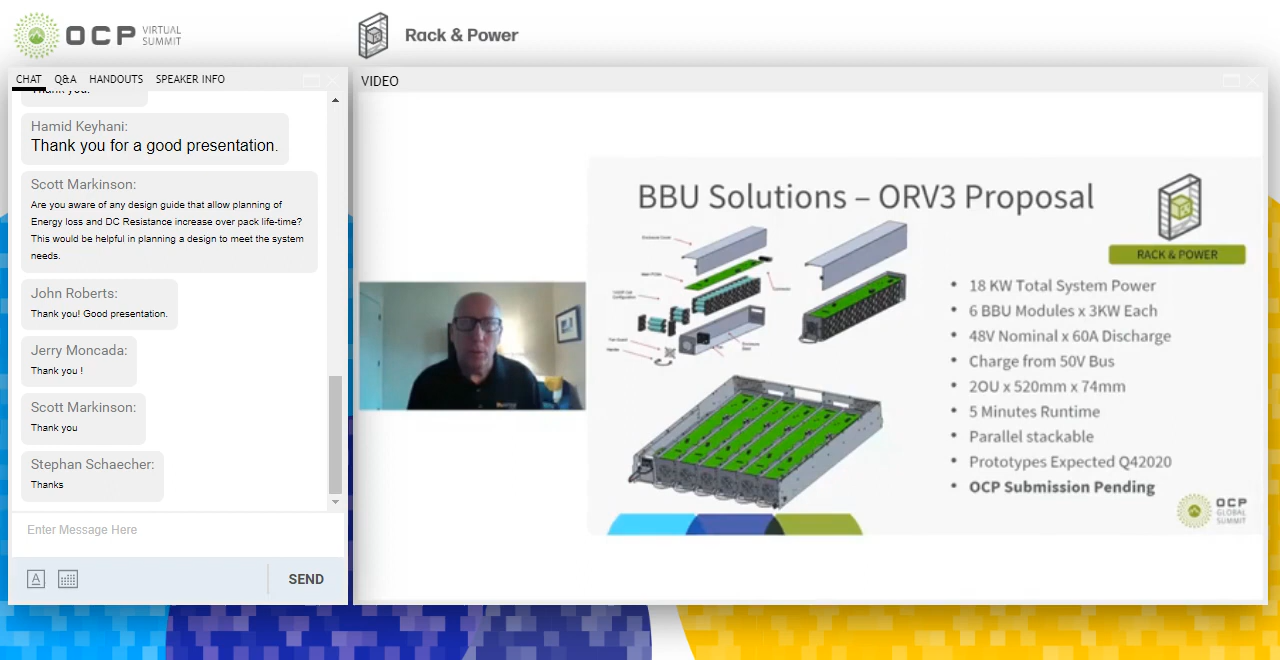 OCP
VIRTUAL
SUMMIT
Rack & Power
CHAT Q&A HANDOUTS SPEAKER INFO
VIDEO
Thank you.
Hamid Keyhani:
Thank you for a good presentation.
Scott Markinson:
Are you aware of any design guide that allow planning of
Energy loss and DC Resistance increase over pack life-time?
This would be helpful in planning a design to meet the system
needs.
John Roberts:
Thank you! Good presentation.
Jerry Moncada:
Thank you !
Scott Markinson:
Thank you
Stephan Schaecher:
Thanks
Enter Message Here
A
SEND
BBU Solutions – ORV3 Proposal
RACK & POWER
• 18 KW Total System Power
• 6 BBU Modules x 3KW Each
• 48V Nominal x 60A Discharge
• Charge from 50V Bus
• 2OU x 520mm x 74mm
• 5 Minutes Runtime
• Parallel stackable
• Prototypes Expected Q42020
• OCP Submission Pending
OCP
GLOBAL
SUMMIT